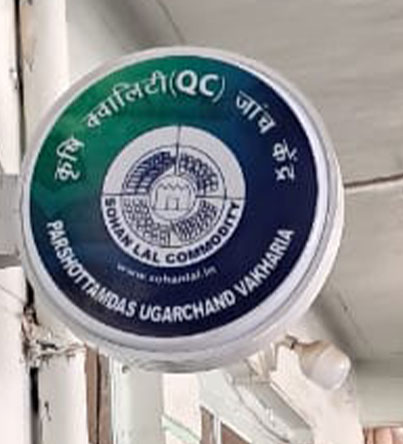 कृषि क्वालिटी (QC) जांच केंद्र
SOHAN LAL COMMODITY
www.sohanlal.in
PARSHOTTAMDAS UGARCHAND VAKHARIA